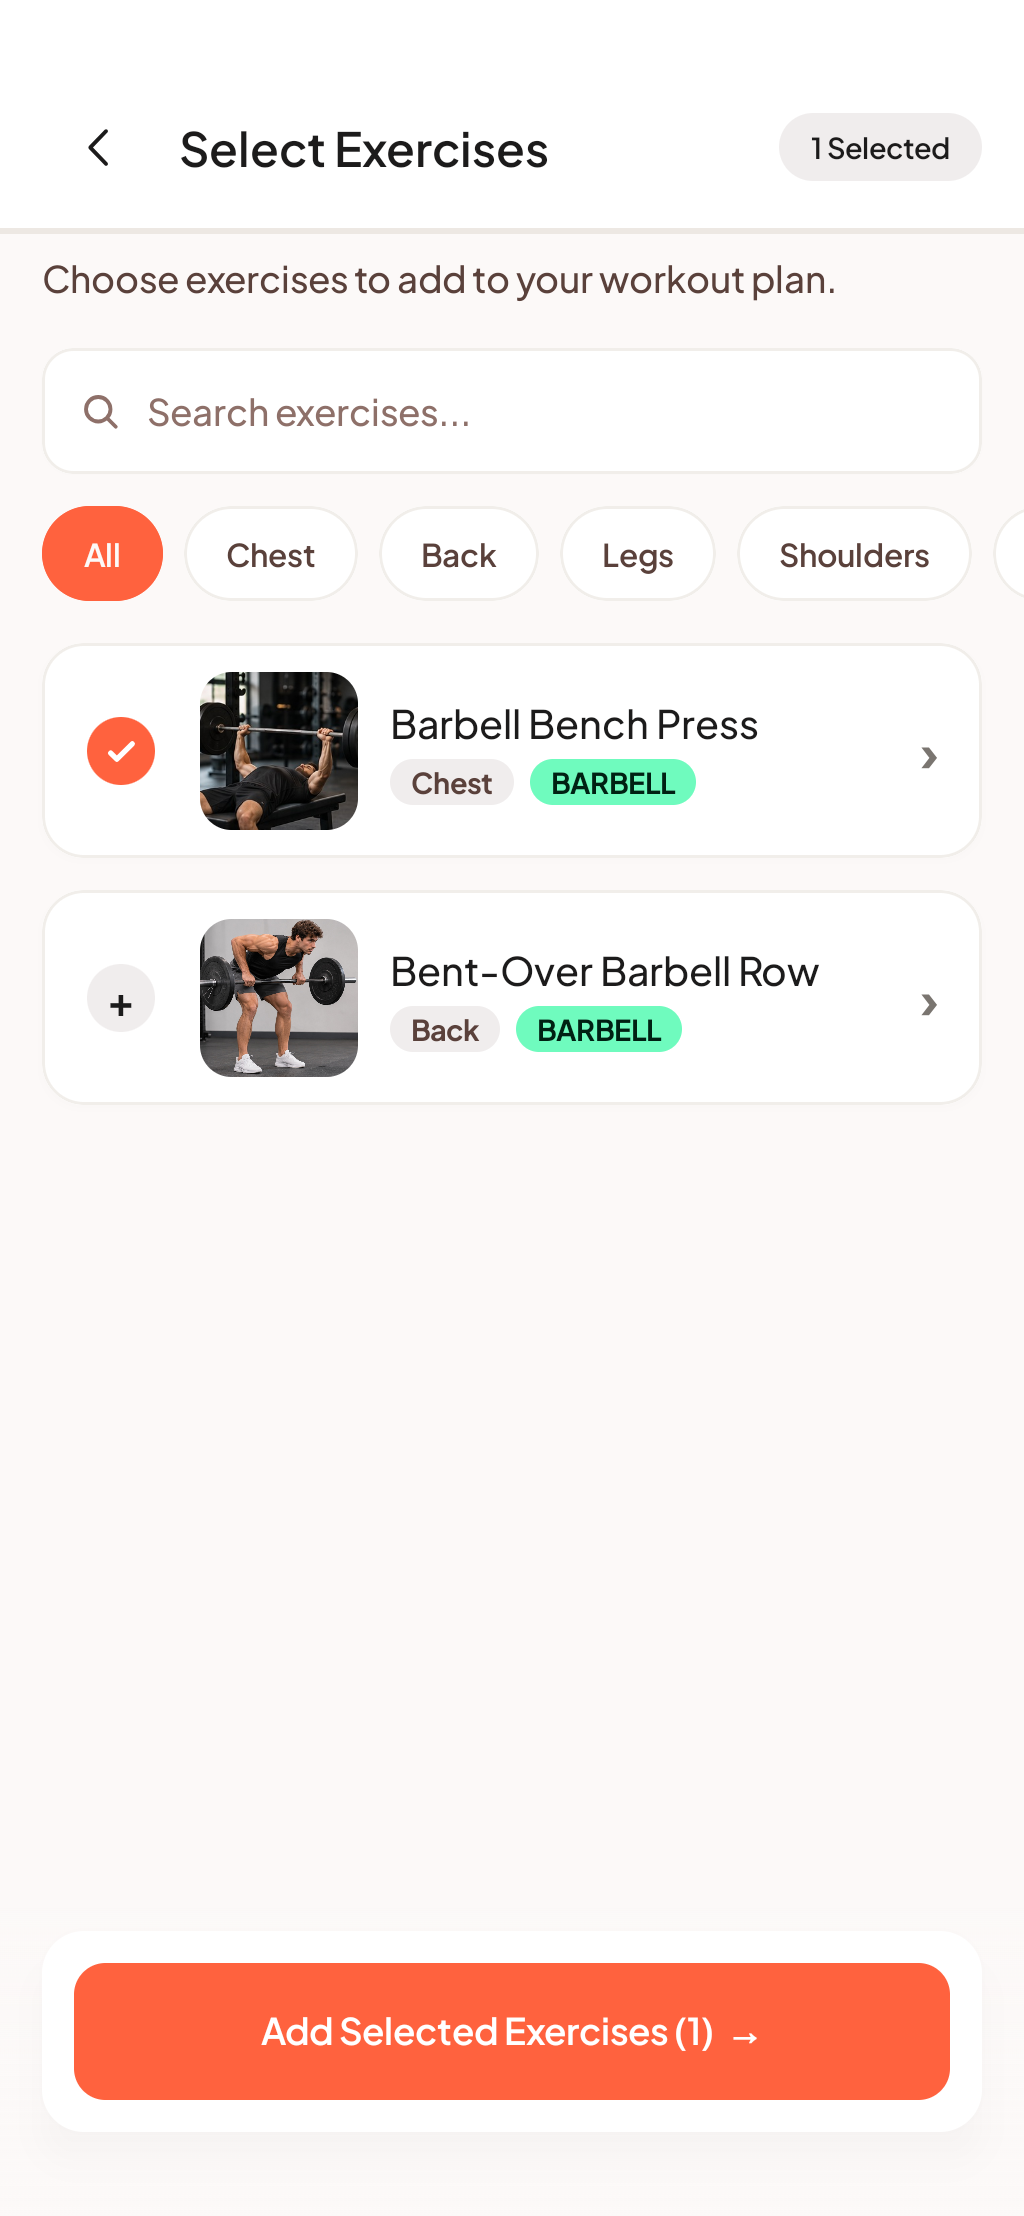 Select Exercises
1 Selected
Choose exercises to add to your workout plan.
Search exercises...
All
Chest
Back
Legs
Shoulders
Barbell Bench Press
Chest
BARBELL
Bent-Over Barbell Row
Back
BARBELL
Add Selected Exercises (1) →